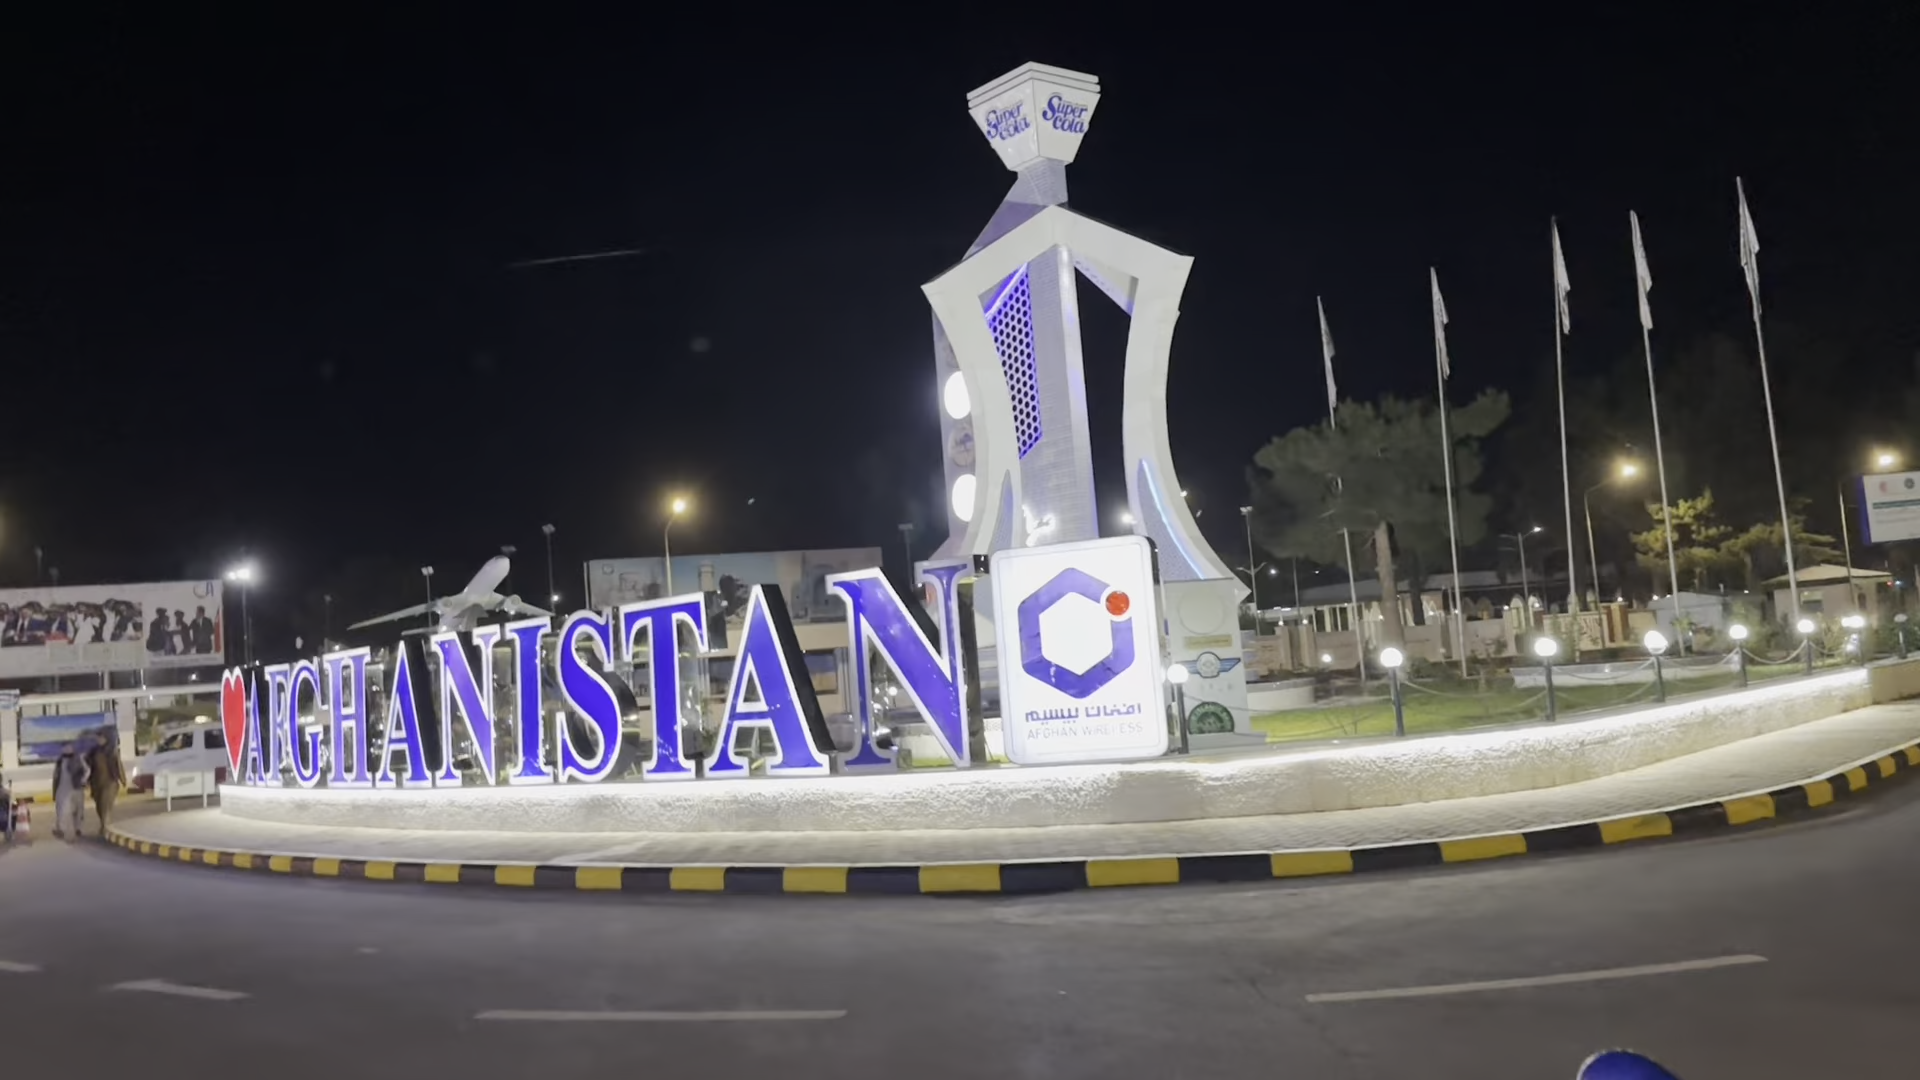 Super
cola
Super
cola
AFGHANISTAN
افغان بیسیم
AFGHAN WIRELESS